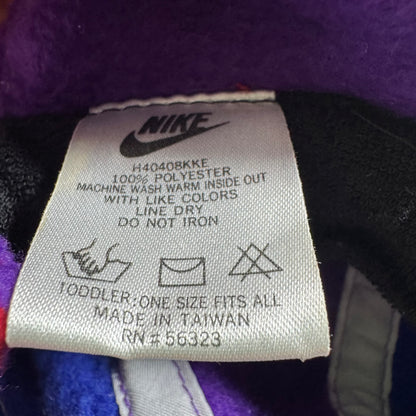 NIKE
H40408KKE
100% POLYESTER
MACHINE WASH WARM INSIDE OUT
WITH LIKE COLORS
LINE DRY
DO NOT IRON
TODDLER: ONE SIZE FITS ALL
MADE IN TAIWAN
RN# 56323